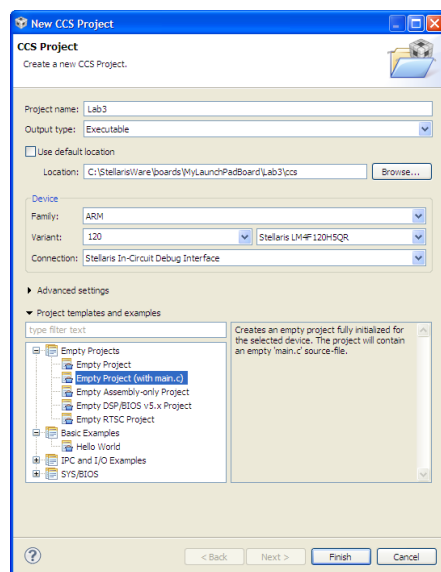 New CCS Project
CCS Project
Create a new CCS Project.
Project name: Lab3
Output type: Executable
Use default location
Location: C:\StellarisWare\boards\MyLaunchPadBoard\Lab3\ccs Browse...
Device
Family: ARM
Variant: 120 Stellaris LM4F120H5QR
Connection: Stellaris In-Circuit Debug Interface
Advanced settings
Project templates and examples
type filter text
Empty Projects
Empty Project
Empty Project (with main.c)
Empty Assembly-only Project
Empty DSP/BIOS v5.x Project
Empty RTSC Project
Basic Examples
Hello World
IPC and I/O Examples
SYS/BIOS
Creates an empty project fully initialized for
the selected device. The project will contain
an empty 'main.c' source-file.
? < Back Next > Finish Cancel